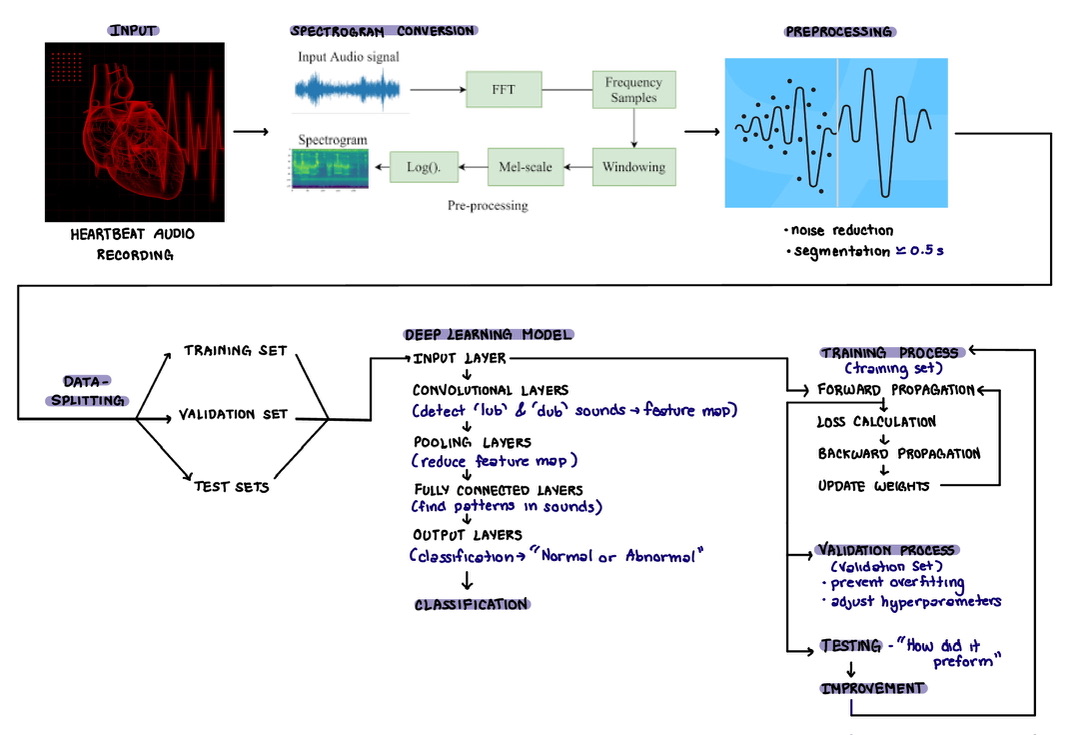 INPUT
HEARTBEAT AUDIO
RECORDING
SPECTROGRAM CONVERSION
Input Audio signal
FFT
Frequency
Samples
Spectrogram
Log().
Mel-scale
Windowing
Pre-processing
PREPROCESSING
• noise reduction
• segmentation ≤ 0.5 s
DATA-
SPLITTING
TRAINING SET
VALIDATION SET
TEST SETS
DEEP LEARNING MODEL
INPUT LAYER
CONVOLUTIONAL LAYERS
(detect 'lub' & 'dub' sounds → feature map)
POOLING LAYERS
(reduce feature map)
FULLY CONNECTED LAYERS
(find patterns in sounds)
OUTPUT LAYERS
(classification → "Normal or Abnormal"
CLASSIFICATION
TRAINING PROCESS
(training set)
FORWARD PROPAGATION
LOSS CALCULATION
BACKWARD PROPAGATION
UPDATE WEIGHTS
VALIDATION PROCESS
(Validation Set)
• prevent overfitting
• adjust hyperparameters
TESTING - "How did it
preform"
IMPROVEMENT